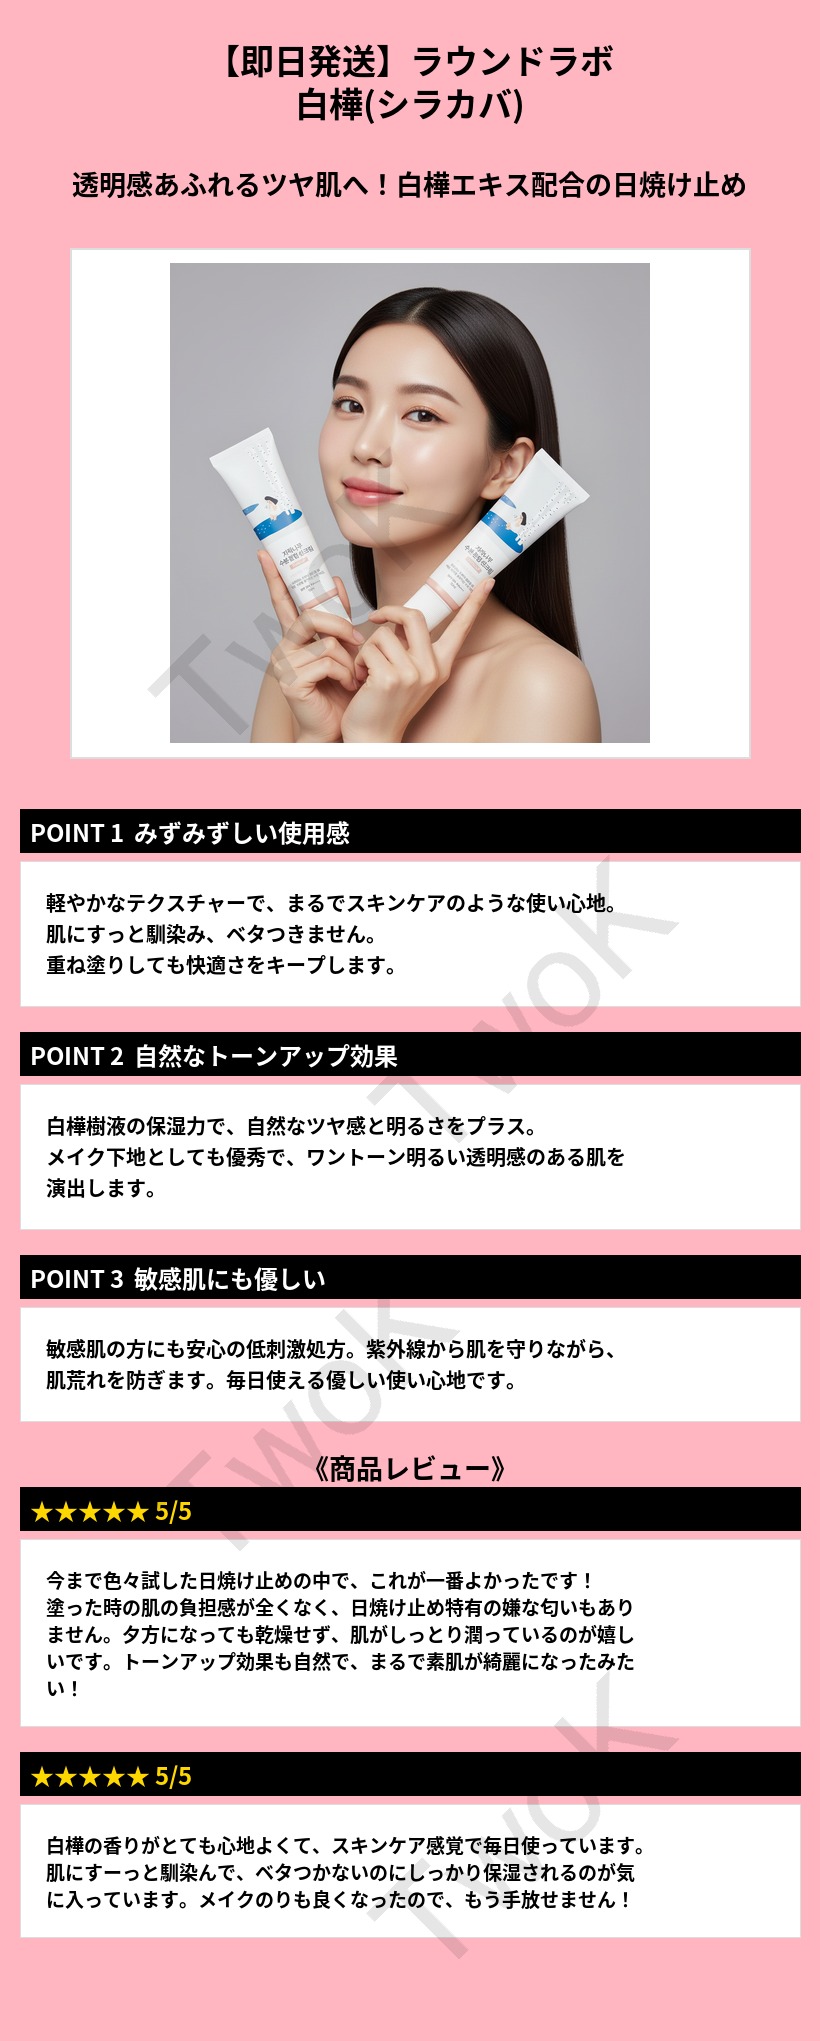 【即日発送】ラウンドラボ
白樺(シラカバ)
透明感あふれるツヤ肌へ！白樺エキス配合の日焼け止め
자작나무
수분 톤업 선크림
자작나무
수분 톤업 선크림
TwoK
POINT 1 みずみずしい使用感
軽やかなテクスチャーで、まるでスキンケアのような使い心地。
肌にすっと馴染み、ベタつきません。
重ね塗りしても快適さをキープします。
TwoK
POINT 2 自然なトーンアップ効果
白樺樹液の保湿力で、自然なツヤ感と明るさをプラス。
メイク下地としても優秀で、ワントーン明るい透明感のある肌を
演出します。
POINT 3 敏感肌にも優しい
敏感肌の方にも安心の低刺激処方。紫外線から肌を守りながら、
肌荒れを防ぎます。毎日使える優しい使い心地です。
TwoK
《商品レビュー》
★★★★★ 5/5
今まで色々試した日焼け止めの中で、これが一番よかったです！
塗った時の肌の負担感が全くなく、日焼け止め特有の嫌な匂いもあり
ません。夕方になっても乾燥せず、肌がしっとり潤っているのが嬉し
いです。トーンアップ効果も自然で、まるで素肌が綺麗になったみた
い！
TwoK
★★★★★ 5/5
白樺の香りがとても心地よくて、スキンケア感覚で毎日使っています。
肌にすーっと馴染んで、ベタつかないのにしっかり保湿されるのが気
に入っています。メイクのりも良くなったので、もう手放せません！